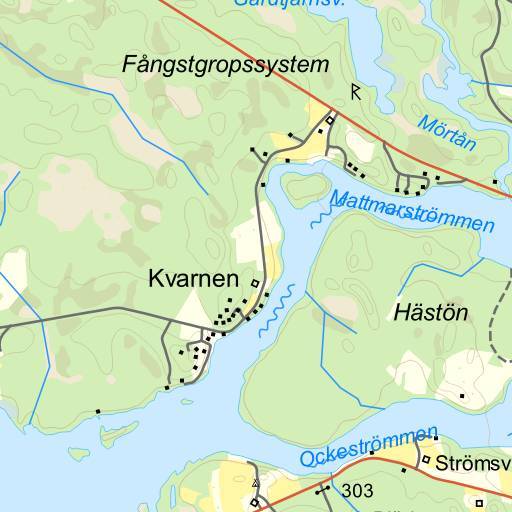 Fångstgropssystem
Mörtån
Mattmarströmmen
Kvarnen
Hästön
Ockeströmmen
Strömsv
303